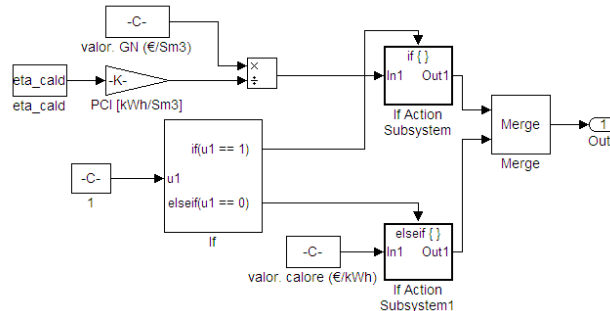 -C-
valor. GN (€/Sm3)
eta_cald
eta_cald
-K-
PCI [kWh/Sm3]
×
÷
if { }
In1 Out1
If Action
Subsystem
Merge
Merge
1
Out
-C-
1
u1
if(u1 == 1)
elseif(u1 == 0)
If
-C-
valor. calore (€/kWh)
elseif { }
In1 Out1
If Action
Subsystem1